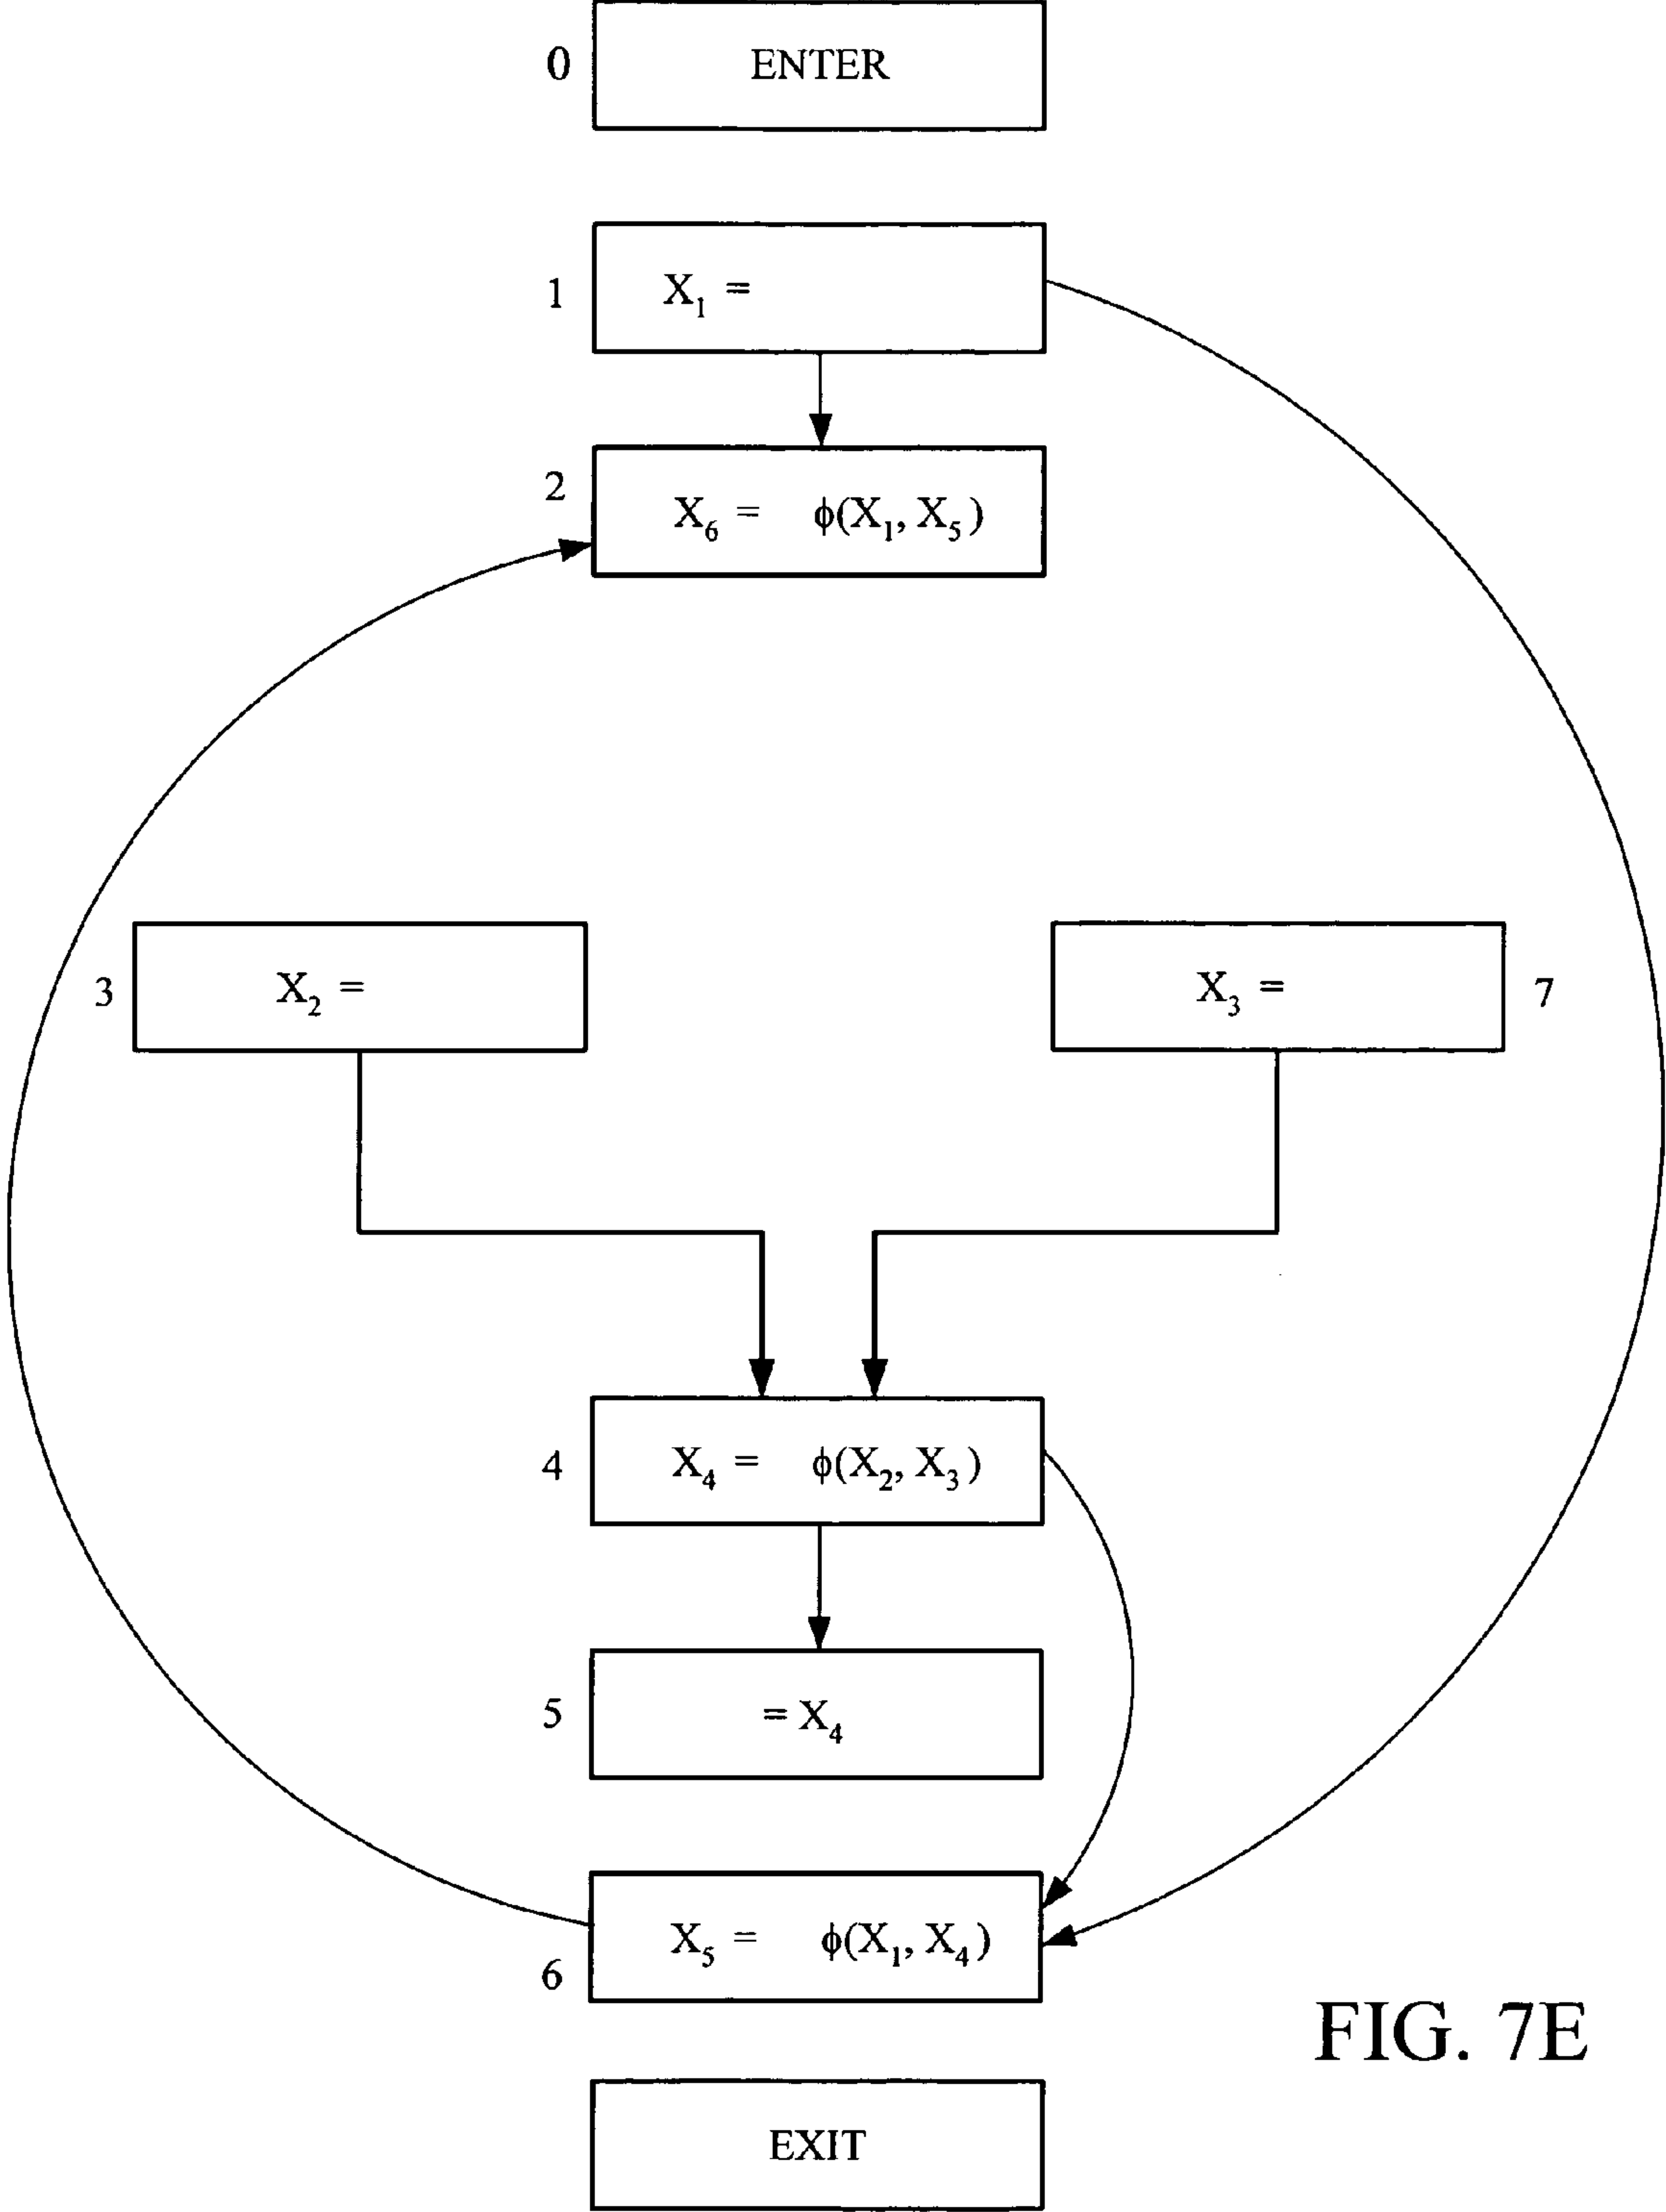 0 ENTER
1 X₁ =
2 X₆ = ϕ(X₁, X₅)
3 X₂ =
X₃ = 7
4 X₄ = ϕ(X₂, X₃)
5 = X₄
6 X₅ = ϕ(X₁, X₄)
FIG. 7E
EXIT